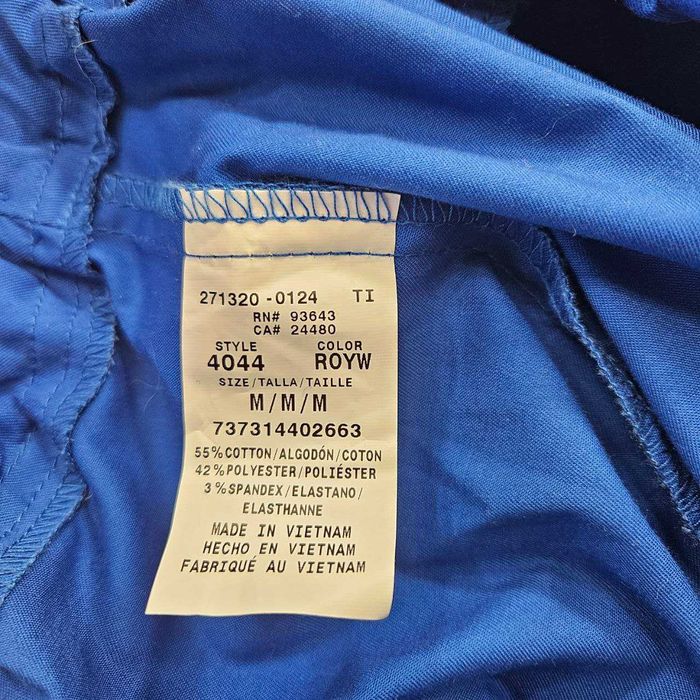 271320 -0124 TI
RN# 93643
CA# 24480
STYLE COLOR
4044 ROYW
SIZE/TALLA/TAILLE
M/M/M
737314402663
55%COTTON/ALGODÓN/COTON
42%POLYESTER/POLIÉSTER
3%SPANDEX/ELASTANO/
ELASTHANNE
MADE IN VIETNAM
HECHO EN VIETNAM
FABRIQUÉ AU VIETNAM